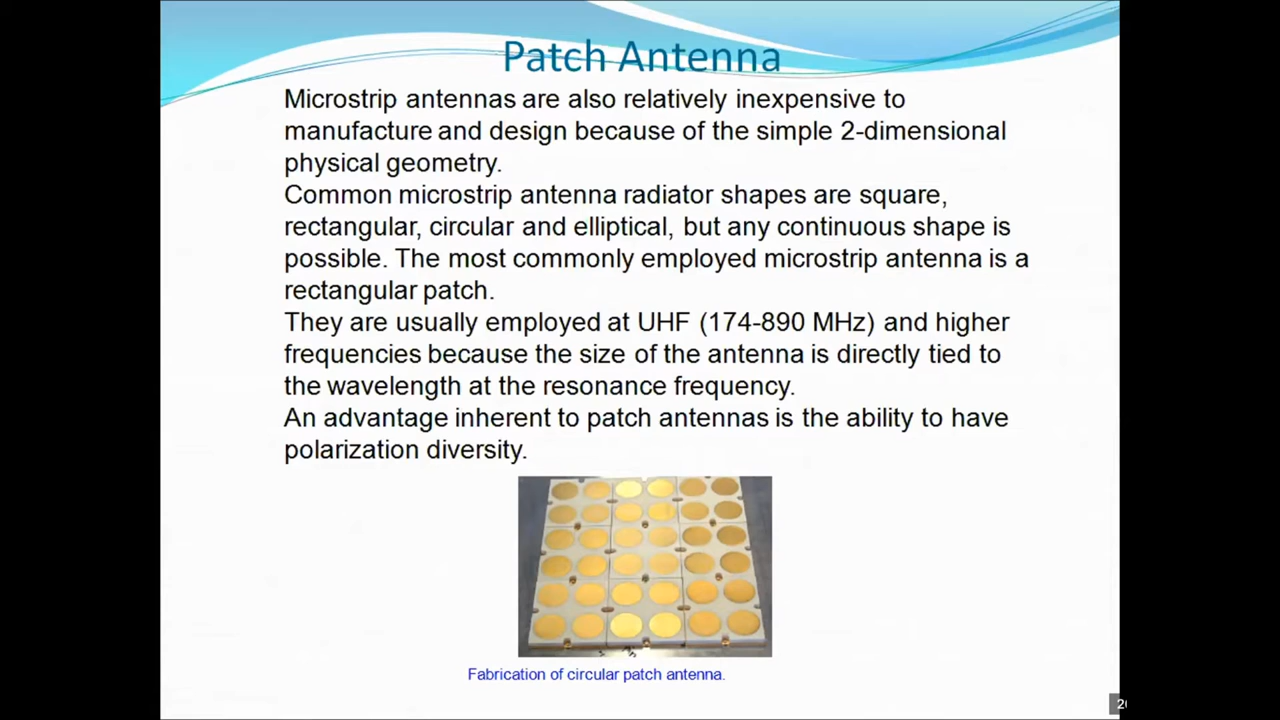 Patch Antenna
Microstrip antennas are also relatively inexpensive to
manufacture and design because of the simple 2-dimensional
physical geometry.
Common microstrip antenna radiator shapes are square,
rectangular, circular and elliptical, but any continuous shape is
possible. The most commonly employed microstrip antenna is a
rectangular patch.
They are usually employed at UHF (174-890 MHz) and higher
frequencies because the size of the antenna is directly tied to
the wavelength at the resonance frequency.
An advantage inherent to patch antennas is the ability to have
polarization diversity.
Fabrication of circular patch antenna.